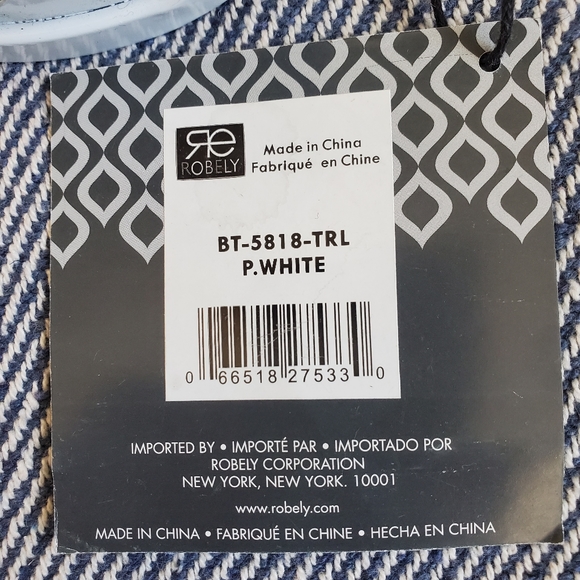 RE
ROBELY
Made in China
Fabriqué en Chine
BT-5818-TRL
P.WHITE
0 66518 27533 0
IMPORTED BY • IMPORTÉ PAR • IMPORTADO POR
ROBELY CORPORATION
NEW YORK, NEW YORK. 10001
www.robely.com
MADE IN CHINA • FABRIQUÉ EN CHINE • HECHA EN CHINA